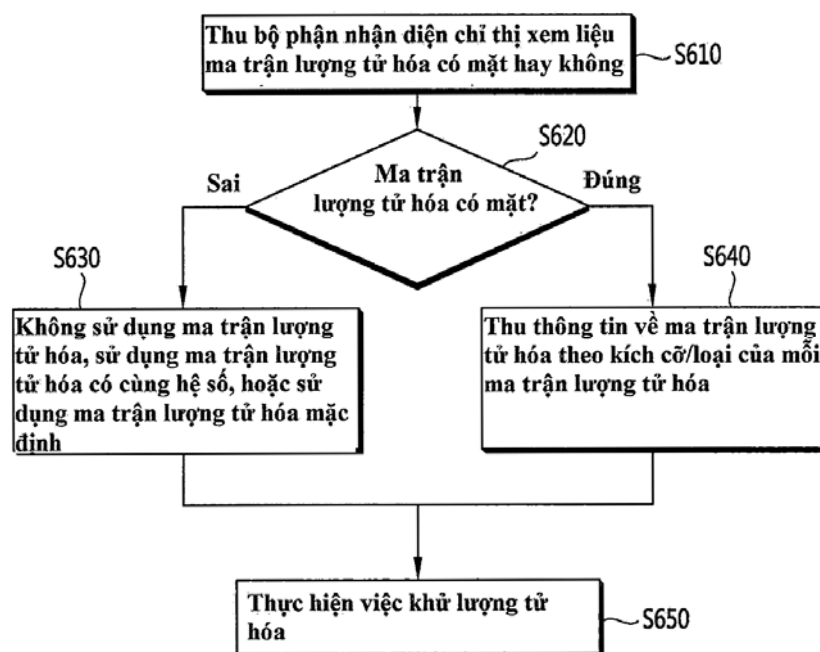 Thu bộ phận nhận diện chỉ thị xem liệu
ma trận lượng tử hóa có mặt hay không
S610
S620
Ma trận
lượng tử hóa có mặt?
Sai
Đúng
S630
Không sử dụng ma trận lượng
tử hóa, sử dụng ma trận lượng
tử hóa có cùng hệ số, hoặc sử
dụng ma trận lượng tử hóa mặc
định
S640
Thu thông tin về ma trận lượng
tử hóa theo kích cỡ/loại của mỗi
ma trận lượng tử hóa
Thực hiện việc khử lượng tử
hóa
S650